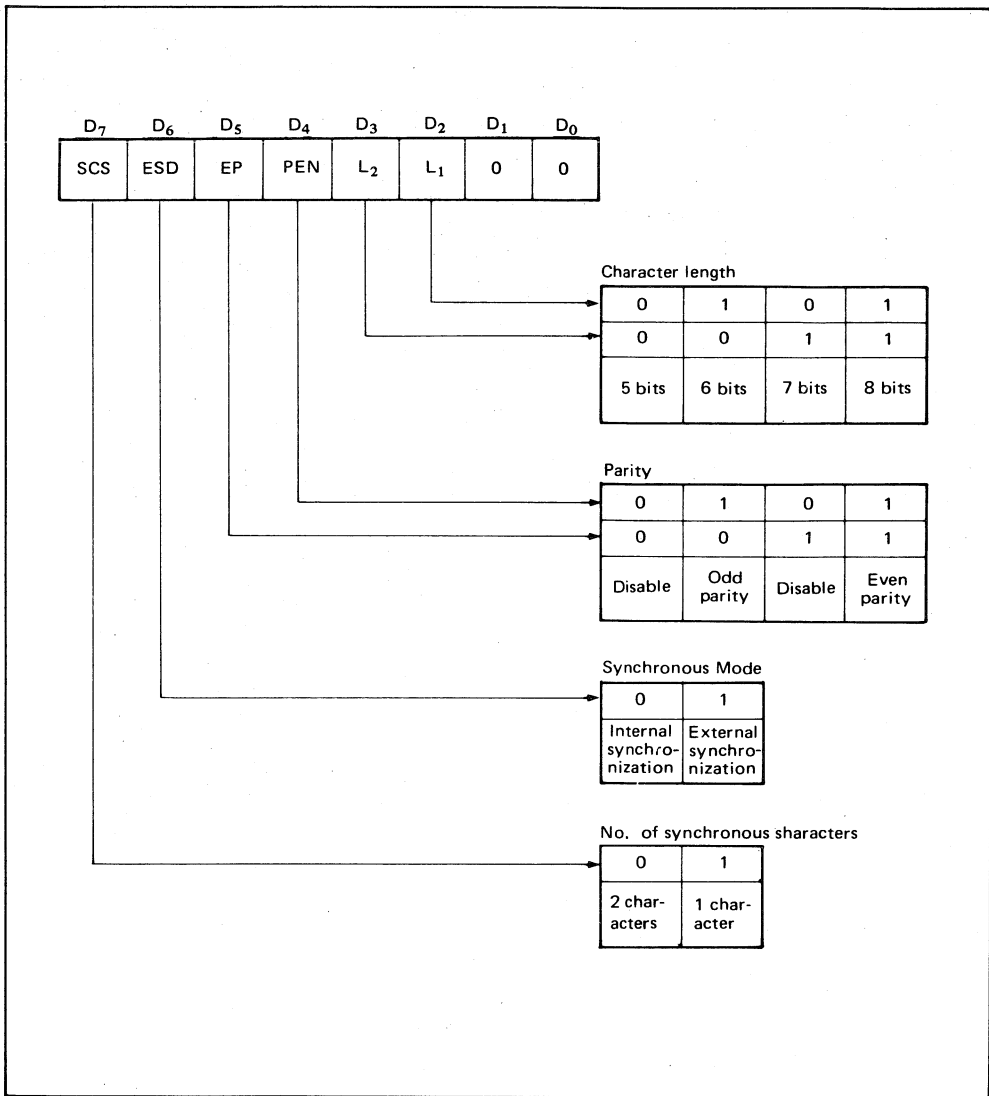 D7 D6 D5 D4 D3 D2 D1 D0
SCS ESD EP PEN L2 L1 0 0
Character length
0 1 0 1
0 0 1 1
5 bits 6 bits 7 bits 8 bits
Parity
0 1 0 1
0 0 1 1
Disable Odd parity Disable Even parity
Synchronous Mode
0 1
Internal External
synchro- synchro-
nization nization
No. of synchronous sharacters
0 1
2 char- 1 char-
acters acter